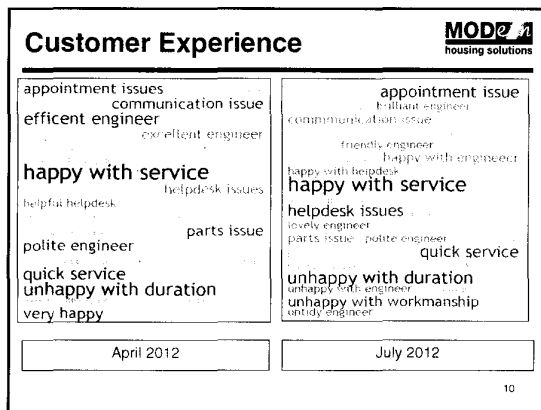 Customer Experience
MODern
housing solutions
appointment issues
communication issue
efficent engineer
excellent engineer
happy with service
helpdesk issues
helpful helpdesk
parts issue
polite engineer
quick service
unhappy with duration
very happy
April 2012
appointment issue
brilliant engineer
communication issue
friendly engineer
happy with engineer
happy with helpdesk
happy with service
helpdesk issues
lovely engineer
parts issue polite engineer
quick service
unhappy with duration
unhappy with engineer
unhappy with workmanship
untidy engineer
July 2012
10